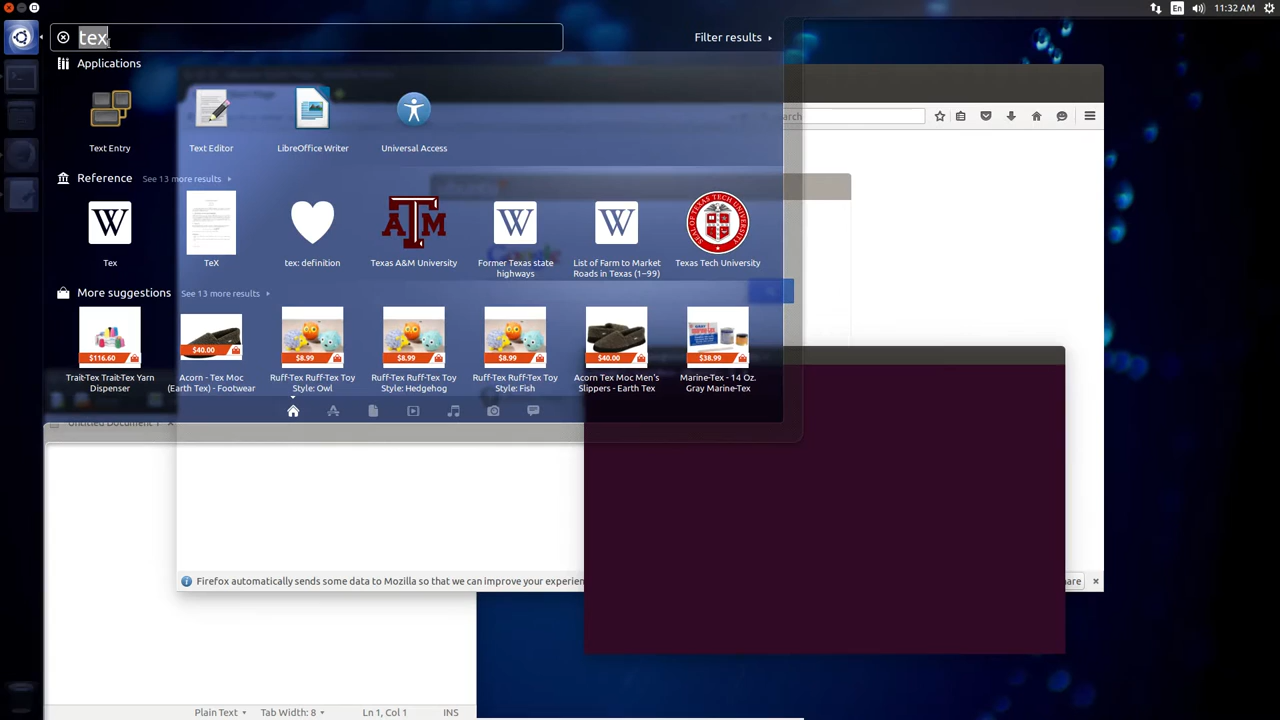 En
11:32 AM
tex
Filter results
Applications
Text Entry
Text Editor
LibreOffice Writer
Universal Access
Reference
See 13 more results
Tex
TeX
tex: definition
Texas A&M University
Former Texas state
highways
List of Farm to Market
Roads in Texas (1–99)
Texas Tech University
More suggestions
See 13 more results
$116.60
$40.00
$8.99
$8.99
$8.99
$40.00
$38.99
Trait-Tex Trait-Tex Yarn
Dispenser
Acorn - Tex Moc
(Earth Tex) - Footwear
Ruff-Tex Ruff-Tex Toy
Style: Owl
Ruff-Tex Ruff-Tex Toy
Style: Hedgehog
Ruff-Tex Ruff-Tex Toy
Style: Fish
Acorn Tex Moc Men's
Slippers - Earth Tex
Marine-Tex - 14 Oz.
Gray Marine-Tex
Untitled Document 1
Firefox automatically sends some data to Mozilla so that we can improve your experien
Plain Text
Tab Width: 8
Ln 1, Col 1
INS